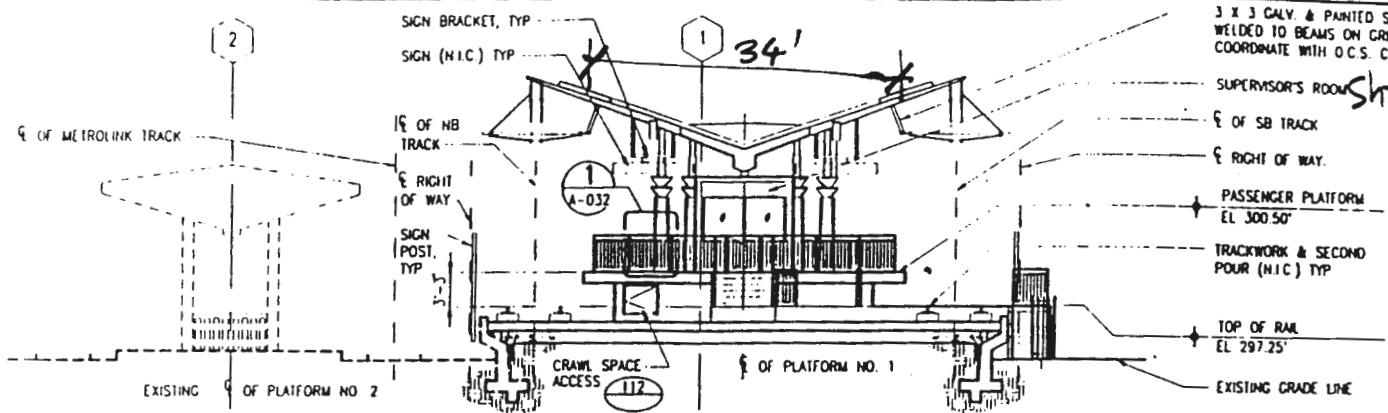 2
SIGN BRACKET, TYP
SIGN (N.I.C.) TYP
1
34'
3 X 3 GALV. & PAINTED S
WELDED TO BEAMS ON GRI
COORDINATE WITH O.C.S. C
SUPERVISOR'S ROOM
℄ OF SB TRACK
℄ RIGHT OF WAY.
PASSENGER PLATFORM
EL 300.50'
TRACKWORK & SECOND
POUR (N.I.C.) TYP
TOP OF RAIL
EL 297.25'
EXISTING GRADE LINE
℄ OF METROLINK TRACK
℄ OF NB
TRACK
℄ RIGHT
OF WAY
SIGN
POST,
TYP
3'-3"
1
A-032
CRAWL SPACE
ACCESS
112
℄ OF PLATFORM NO. 1
EXISTING ℄ OF PLATFORM NO. 2